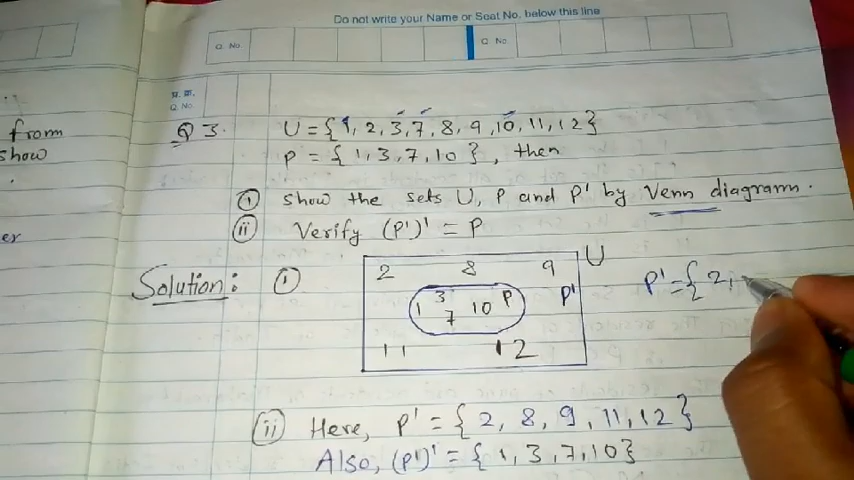 Do not write your Name or Seat No. below this line
Q No.
Q No.
प्र. क्र.
Q No.
from
show
er
Q 3. U = {1, 2, 3, 7, 8, 9, 10, 11, 12}
P = {1, 3, 7, 10}, then
(i) show the sets U, P and P' by Venn diagram.
(ii) Verify (P')' = P
Solution: (i)
U
2 8 9
1 3 7 10 P P'
11 12
P' = {2,
(ii) Here, P' = {2, 8, 9, 11, 12}
Also, (P')' = {1, 3, 7, 10}